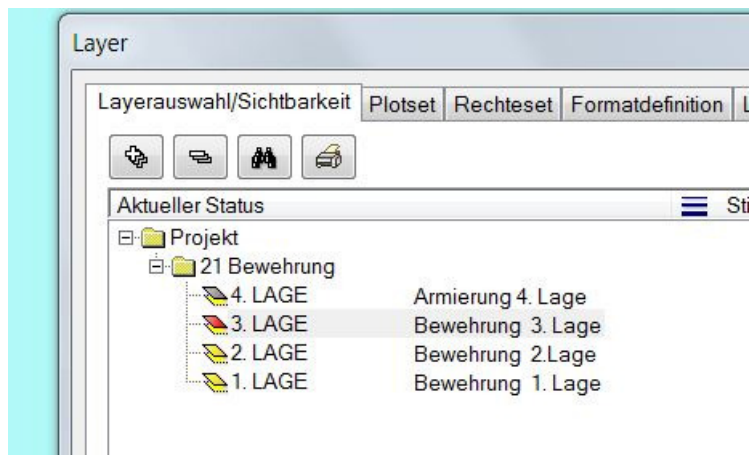 Layer
Layerauswahl/Sichtbarkeit Plotset Rechteset Formatdefinition
Aktueller Status
Projekt
21 Bewehrung
4. LAGE Armierung 4. Lage
3. LAGE Bewehrung 3. Lage
2. LAGE Bewehrung 2.Lage
1. LAGE Bewehrung 1. Lage